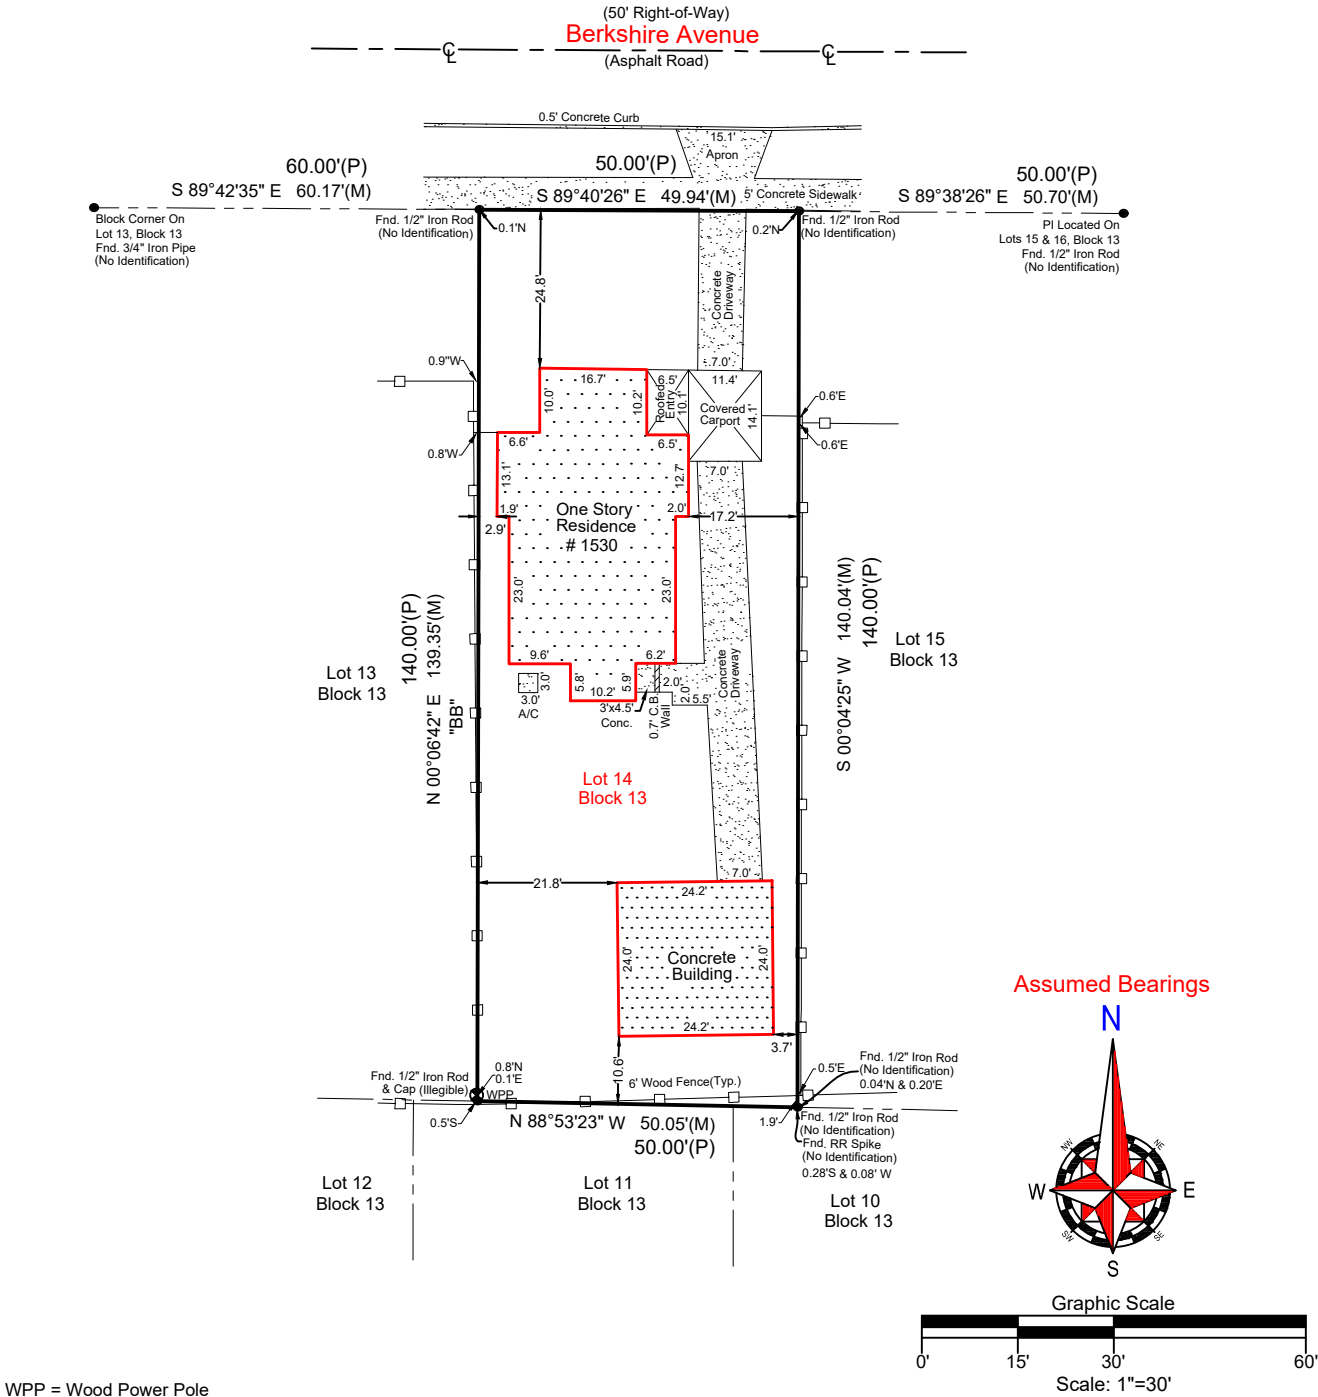 (50' Right-of-Way)
Berkshire Avenue
℄
℄
(Asphalt Road)
0.5' Concrete Curb
15.1'
Apron
60.00'(P)
S 89°42'35" E 60.17'(M)
50.00'(P)
S 89°40'26" E 49.94'(M)
5' Concrete Sidewalk
50.00'(P)
S 89°38'26" E 50.70'(M)
Block Corner On
Lot 13, Block 13
Fnd. 3/4" Iron Pipe
(No Identification)
Fnd. 1/2" Iron Rod
(No Identification)
0.1'N
0.2'N
Fnd. 1/2" Iron Rod
(No Identification)
PI Located On
Lots 15 & 16, Block 13
Fnd. 1/2" Iron Rod
(No Identification)
24.8'
Concrete
Driveway
7.0'
0.9"W
16.7'
6.5'
11.4'
10.0'
10.2'
Roofed
Entry
10.1'
Covered
Carport
14.1'
0.6'E
0.6'E
0.8'W
6.6'
6.5'
13.1'
12.7'
7.0'
1.9'
2.9'
One Story
Residence
# 1530
2.0'
17.2'
23.0'
23.0'
140.00'(P)
N 00°06'42" E 139.35'(M)
"BB"
S 00°04'25" W 140.04'(M)
140.00'(P)
Lot 13
Block 13
Lot 15
Block 13
9.6'
6.2'
3.0'
3.0'
A/C
5.8'
10.2'
5.9'
3'x4.5'
Conc.
0.7' C.B.
Wall
2.0'
2.0'
5.5'
Concrete
Driveway
Lot 14
Block 13
21.8'
7.0'
24.2'
24.0'
Concrete
Building
24.0'
24.2'
3.7'
10.6'
Fnd. 1/2" Iron Rod
& Cap (Illegible)
0.8'N
0.1'E
WPP
0.5'S
6' Wood Fence(Typ.)
0.5'E
Fnd. 1/2" Iron Rod
(No Identification)
0.04'N & 0.20'E
N 88°53'23" W 50.05'(M)
50.00'(P)
1.9'
Fnd. 1/2" Iron Rod
(No Identification)
Fnd. RR Spike
(No Identification)
0.28'S & 0.08' W
Lot 12
Block 13
Lot 11
Block 13
Lot 10
Block 13
Assumed Bearings
N
NW
NE
W
E
SW
SE
S
Graphic Scale
0' 15' 30' 60'
Scale: 1"=30'
WPP = Wood Power Pole